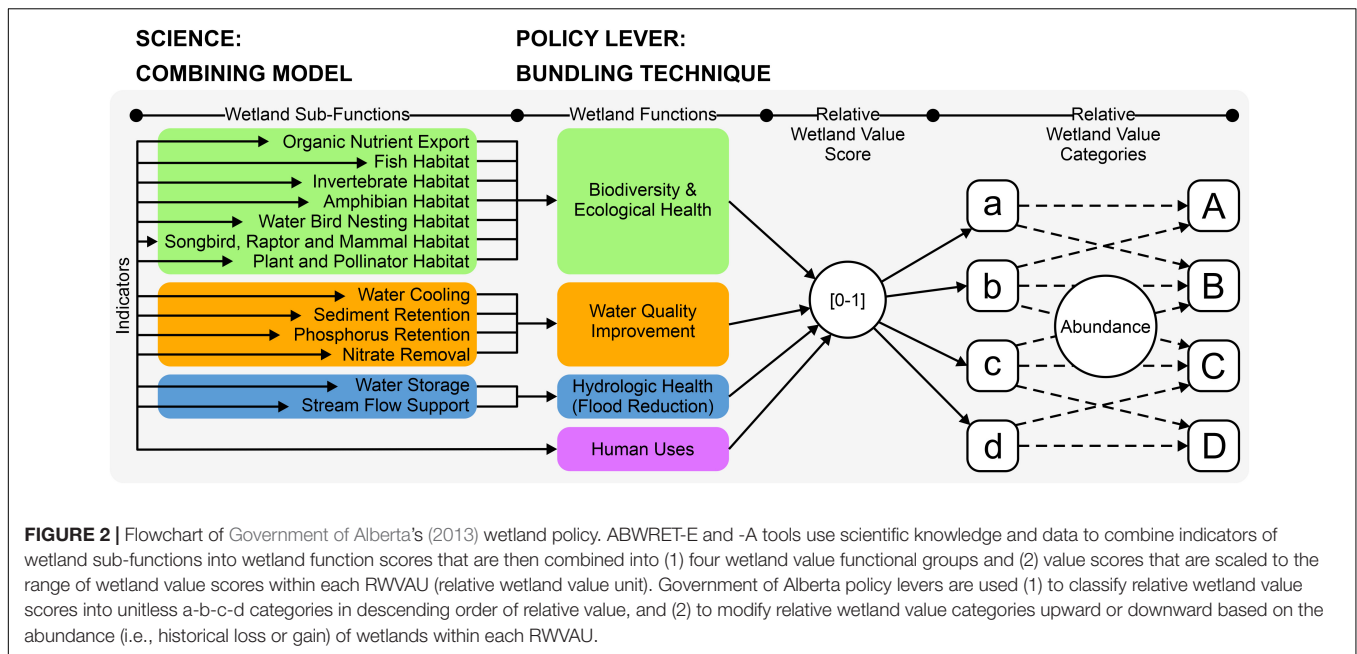 SCIENCE:
COMBINING MODEL
POLICY LEVER:
BUNDLING TECHNIQUE
Wetland Sub-Functions
Wetland Functions
Relative
Wetland Value
Score
Relative
Wetland Value
Categories
Indicators
Organic Nutrient Export
Fish Habitat
Invertebrate Habitat
Amphibian Habitat
Water Bird Nesting Habitat
Songbird, Raptor and Mammal Habitat
Plant and Pollinator Habitat
Water Cooling
Sediment Retention
Phosphorus Retention
Nitrate Removal
Water Storage
Stream Flow Support
Biodiversity &
Ecological Health
Water Quality
Improvement
Hydrologic Health
(Flood Reduction)
Human Uses
[0-1]
a
b
c
d
Abundance
A
B
C
D
FIGURE 2 | Flowchart of Government of Alberta's (2013) wetland policy. ABWRET-E and -A tools use scientific knowledge and data to combine indicators of
wetland sub-functions into wetland function scores that are then combined into (1) four wetland value functional groups and (2) value scores that are scaled to the
range of wetland value scores within each RWVAU (relative wetland value unit). Government of Alberta policy levers are used (1) to classify relative wetland value
scores into unitless a-b-c-d categories in descending order of relative value, and (2) to modify relative wetland value categories upward or downward based on the
abundance (i.e., historical loss or gain) of wetlands within each RWVAU.